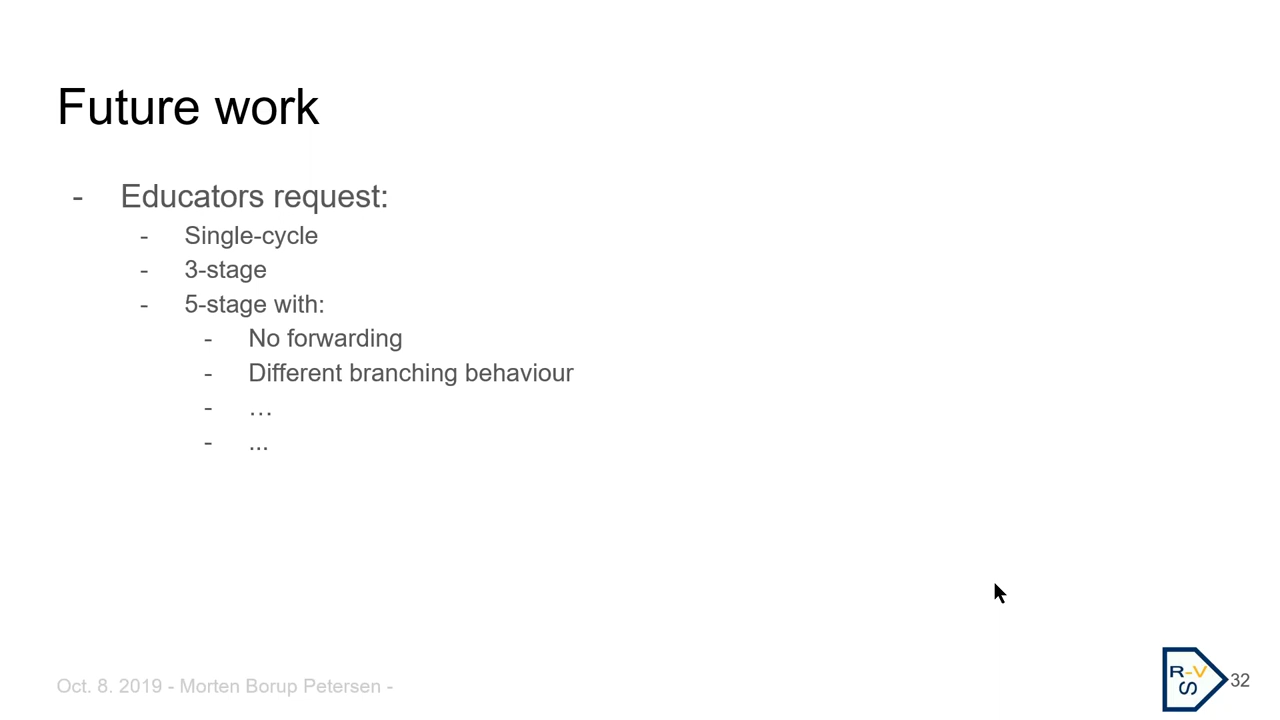 Future work
- Educators request:
- Single-cycle
- 3-stage
- 5-stage with:
- No forwarding
- Different branching behaviour
- …
- ...
Oct. 8. 2019 - Morten Borup Petersen -
R-V
S
32